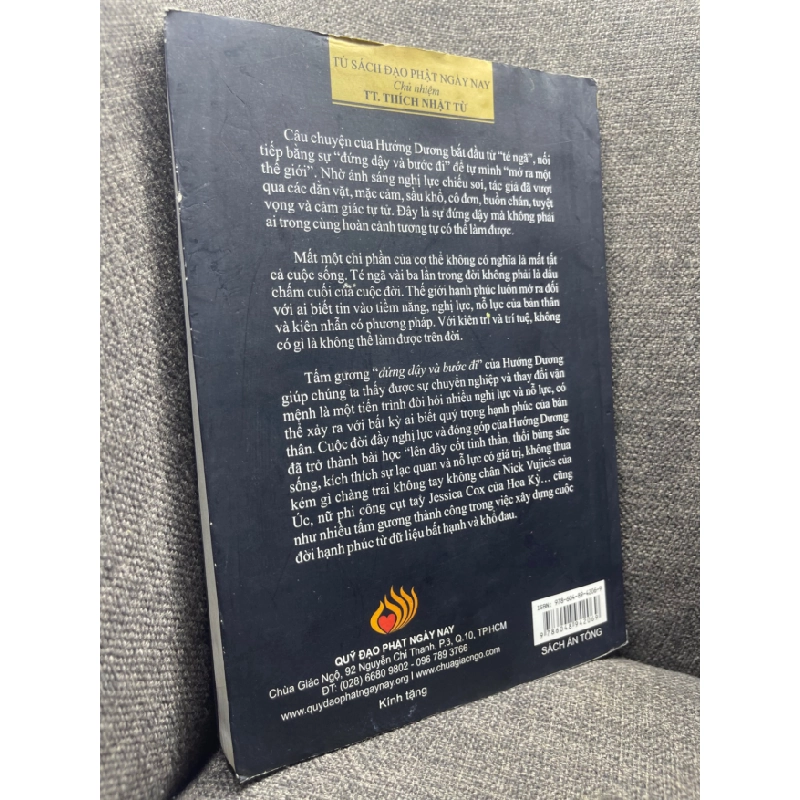 TỦ SÁCH ĐẠO PHẬT NGÀY NAY
Chủ nhiệm
TT. THÍCH NHẬT TỪ
Câu chuyện của Hướng Dương bắt đầu từ “té ngã”, nối
tiếp bằng sự “đứng dậy và bước đi” để tự mình “mở ra một
thế giới”. Nhờ ánh sáng nghị lực chiếu soi, tác giả đã vượt
qua các dằn vặt, mặc cảm, sầu khổ, cô đơn, buồn chán, tuyệt
vọng và cảm giác tự tử. Đây là sự đứng dậy mà không phải
ai trong cùng hoàn cảnh tương tự có thể làm được.
Mất một chi phần của cơ thể không có nghĩa là mất tất
cả cuộc sống. Té ngã vài ba lần trong đời không phải là dấu
chấm cuối của cuộc đời. Thế giới hạnh phúc luôn mở ra đối
với ai biết tin vào tiềm năng, nghị lực, nỗ lực của bản thân
và kiên nhẫn có phương pháp. Với kiên trì và trí tuệ, không
có gì là không thể làm được trên đời.
Tấm gương “đứng dậy và bước đi” của Hướng Dương
giúp chúng ta thấy được sự chuyên nghiệp và thay đổi vận
mệnh là một tiến trình đòi hỏi nhiều nghị lực và nỗ lực, có
thể xảy ra với bất kỳ ai biết quý trọng hạnh phúc của bản
thân. Cuộc đời đầy nghị lực và đóng góp của Hướng Dương
đã trở thành bài học “lên dây cót tinh thần, thổi bùng sức
sống, kích thích sự lạc quan và nỗ lực có giá trị, không thua
kém gì chàng trai không tay không chân Nick Vujicis của
Úc, nữ phi công cụt tay Jessica Cox của Hoa Kỳ... cũng
như nhiều tấm gương thành công trong việc xây dựng cuộc
đời hạnh phúc từ dữ liệu bất hạnh và khổ đau.
QUỸ ĐẠO PHẬT NGÀY NAY
Chùa Giác Ngộ, 92 Nguyễn Chí Thanh, P.3, Q.10, TPHCM
ĐT: (028) 6680 9802 - 096 789 3766
www.quydaophatngaynay.org I www.chuagiacngo.com
Kính tặng
SÁCH ẤN TỐNG